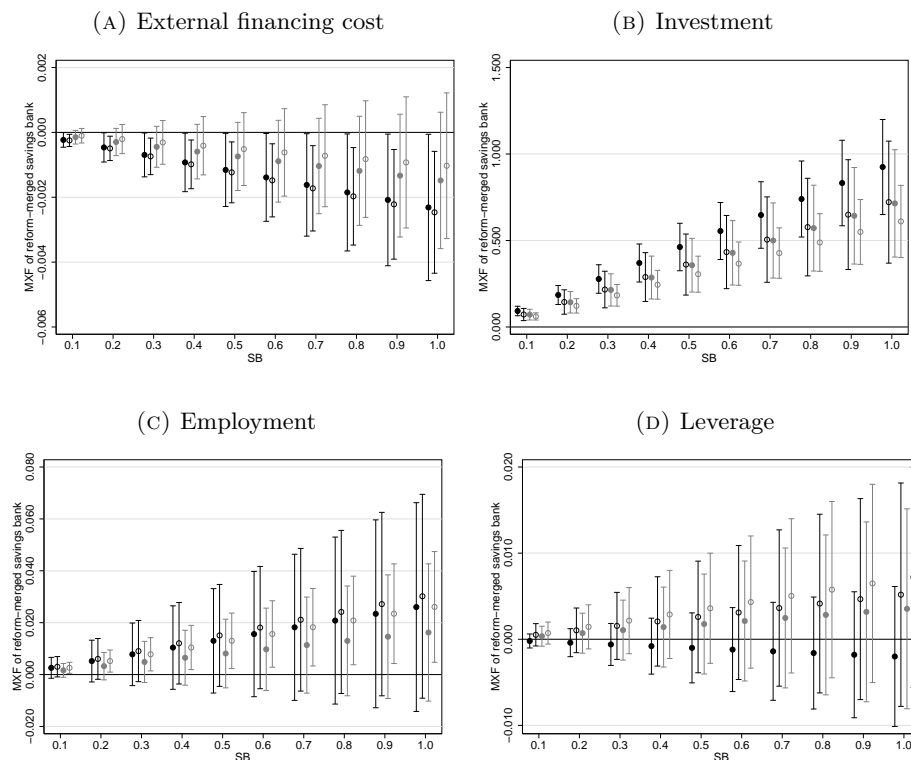 (A) External financing cost
MXF of reform−merged savings bank
0.002
0.000
−0.002
−0.004
−0.006
0.1 0.2 0.3 0.4 0.5 0.6 0.7 0.8 0.9 1.0
SB
(B) Investment
MXF of reform−merged savings bank
1.500
1.000
0.500
0.000
0.1 0.2 0.3 0.4 0.5 0.6 0.7 0.8 0.9 1.0
SB
(C) Employment
MXF of reform−merged savings bank
0.080
0.060
0.040
0.020
0.000
−0.020
0.1 0.2 0.3 0.4 0.5 0.6 0.7 0.8 0.9 1.0
SB
(D) Leverage
MXF of reform−merged savings bank
0.020
0.010
0.000
−0.010
0.1 0.2 0.3 0.4 0.5 0.6 0.7 0.8 0.9 1.0
SB